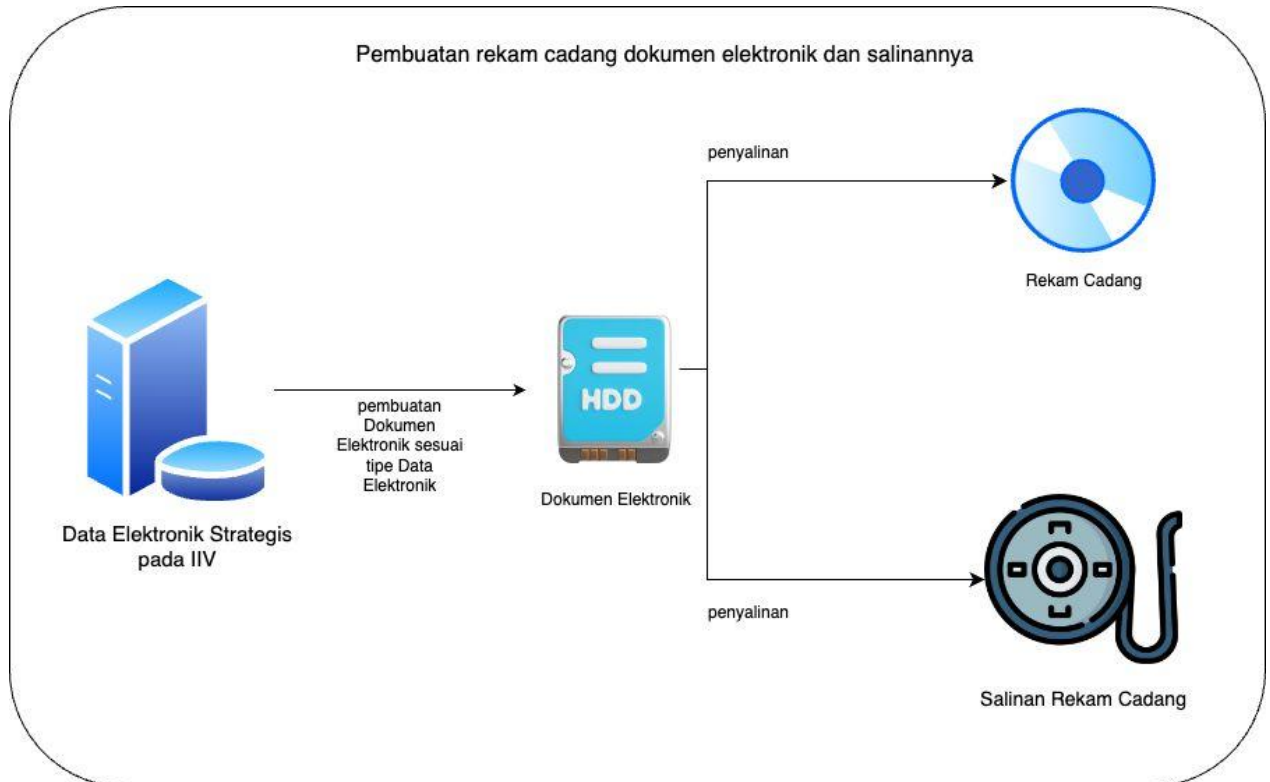 Pembuatan rekam cadang dokumen elektronik dan salinannya
penyalinan
Rekam Cadang
HDD
pembuatan
Dokumen
Elektronik sesuai
tipe Data
Elektronik
Dokumen Elektronik
Data Elektronik Strategis
pada IIV
penyalinan
Salinan Rekam Cadang